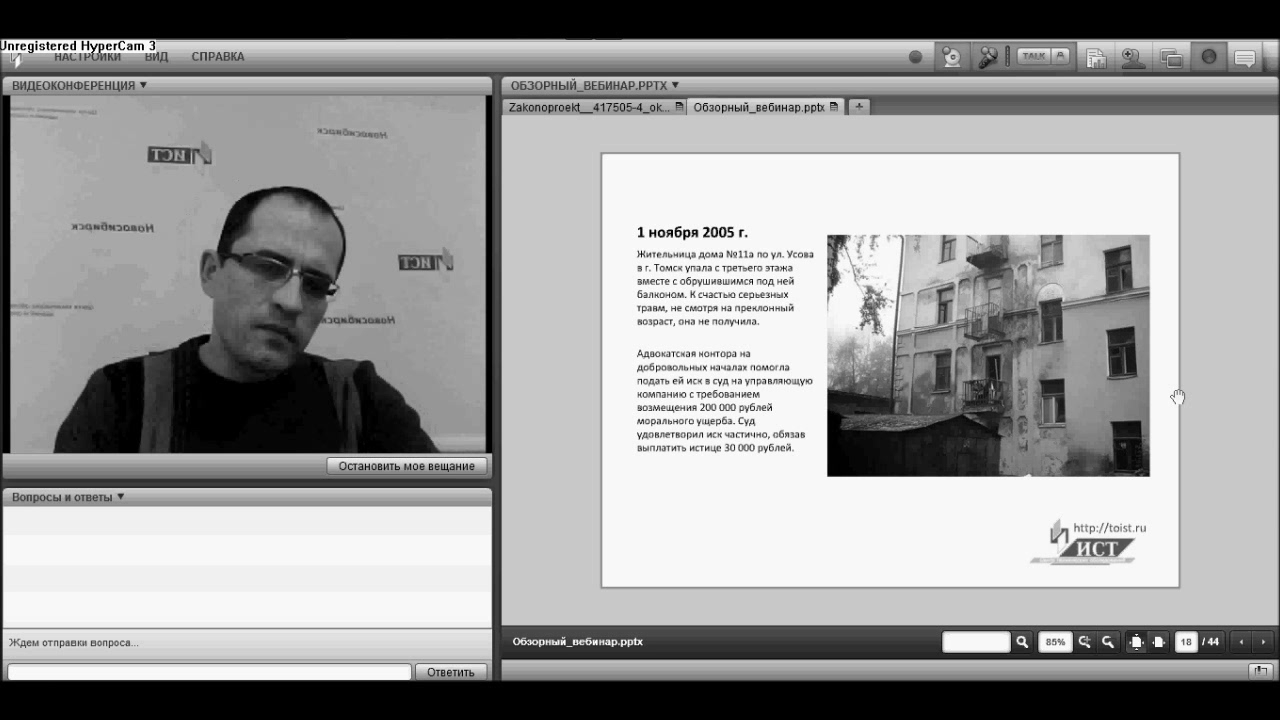 Unregistered HyperCam 3
НАСТРОЙКИ ВИД СПРАВКА
TALK
ВИДЕОКОНФЕРЕНЦИЯ
Новосибирск
ИСТ
Новосибирск
ИСТ
Новосибирск
Остановить мое вещание
Вопросы и ответы
Ждем отправки вопроса...
Ответить
ОБЗОРНЫЙ_ВЕБИНАР.PPTX
Zakonoproekt__417505-4_ok... Обзорный_вебинар.pptx +
1 ноября 2005 г.
Жительница дома №11а по ул. Усова
в г. Томск упала с третьего этажа
вместе с обрушившимся под ней
балконом. К счастью серьезных
травм, не смотря на преклонный
возраст, она не получила.
Адвокатская контора на
добровольных началах помогла
подать ей иск в суд на управляющую
компанию с требованием
возмещения 200 000 рублей
морального ущерба. Суд
удовлетворил иск частично, обязав
выплатить истице 30 000 рублей.
http://toist.ru
ИСТ
Обзорный_вебинар.pptx
85% 18 / 44